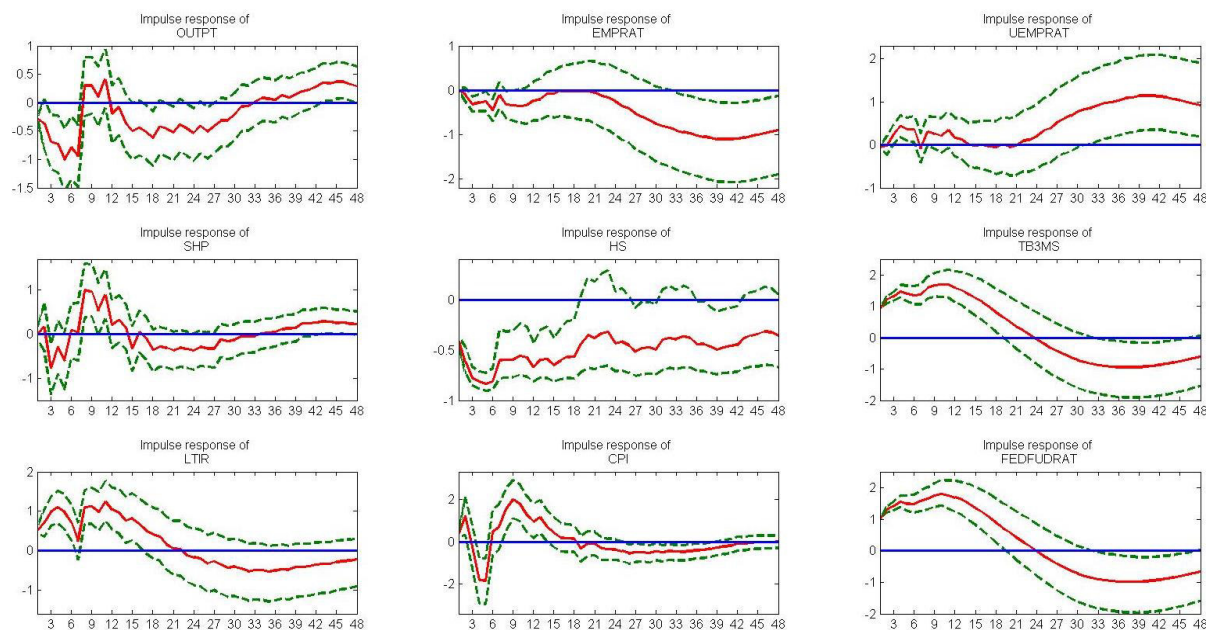 Impulse response of
OUTPT
1
0.5
0
-0.5
-1
-1.5
3 6 9 12 15 18 21 24 27 30 33 36 39 42 45 48
Impulse response of
EMPRAT
1
0
-1
-2
3 6 9 12 15 18 21 24 27 30 33 36 39 42 45 48
Impulse response of
UEMPRAT
2
1
0
-1
3 6 9 12 15 18 21 24 27 30 33 36 39 42 45 48
Impulse response of
SHP
1
0
-1
3 6 9 12 15 18 21 24 27 30 33 36 39 42 45 48
Impulse response of
HS
0
-0.5
-1
3 6 9 12 15 18 21 24 27 30 33 36 39 42 45 48
Impulse response of
TB3MS
2
1
0
-1
-2
3 6 9 12 15 18 21 24 27 30 33 36 39 42 45 48
Impulse response of
LTIR
2
1
0
-1
3 6 9 12 15 18 21 24 27 30 33 36 39 42 45 48
Impulse response of
CPI
2
0
-2
3 6 9 12 15 18 21 24 27 30 33 36 39 42 45 48
Impulse response of
FEDFUDRAT
2
1
0
-1
-2
3 6 9 12 15 18 21 24 27 30 33 36 39 42 45 48